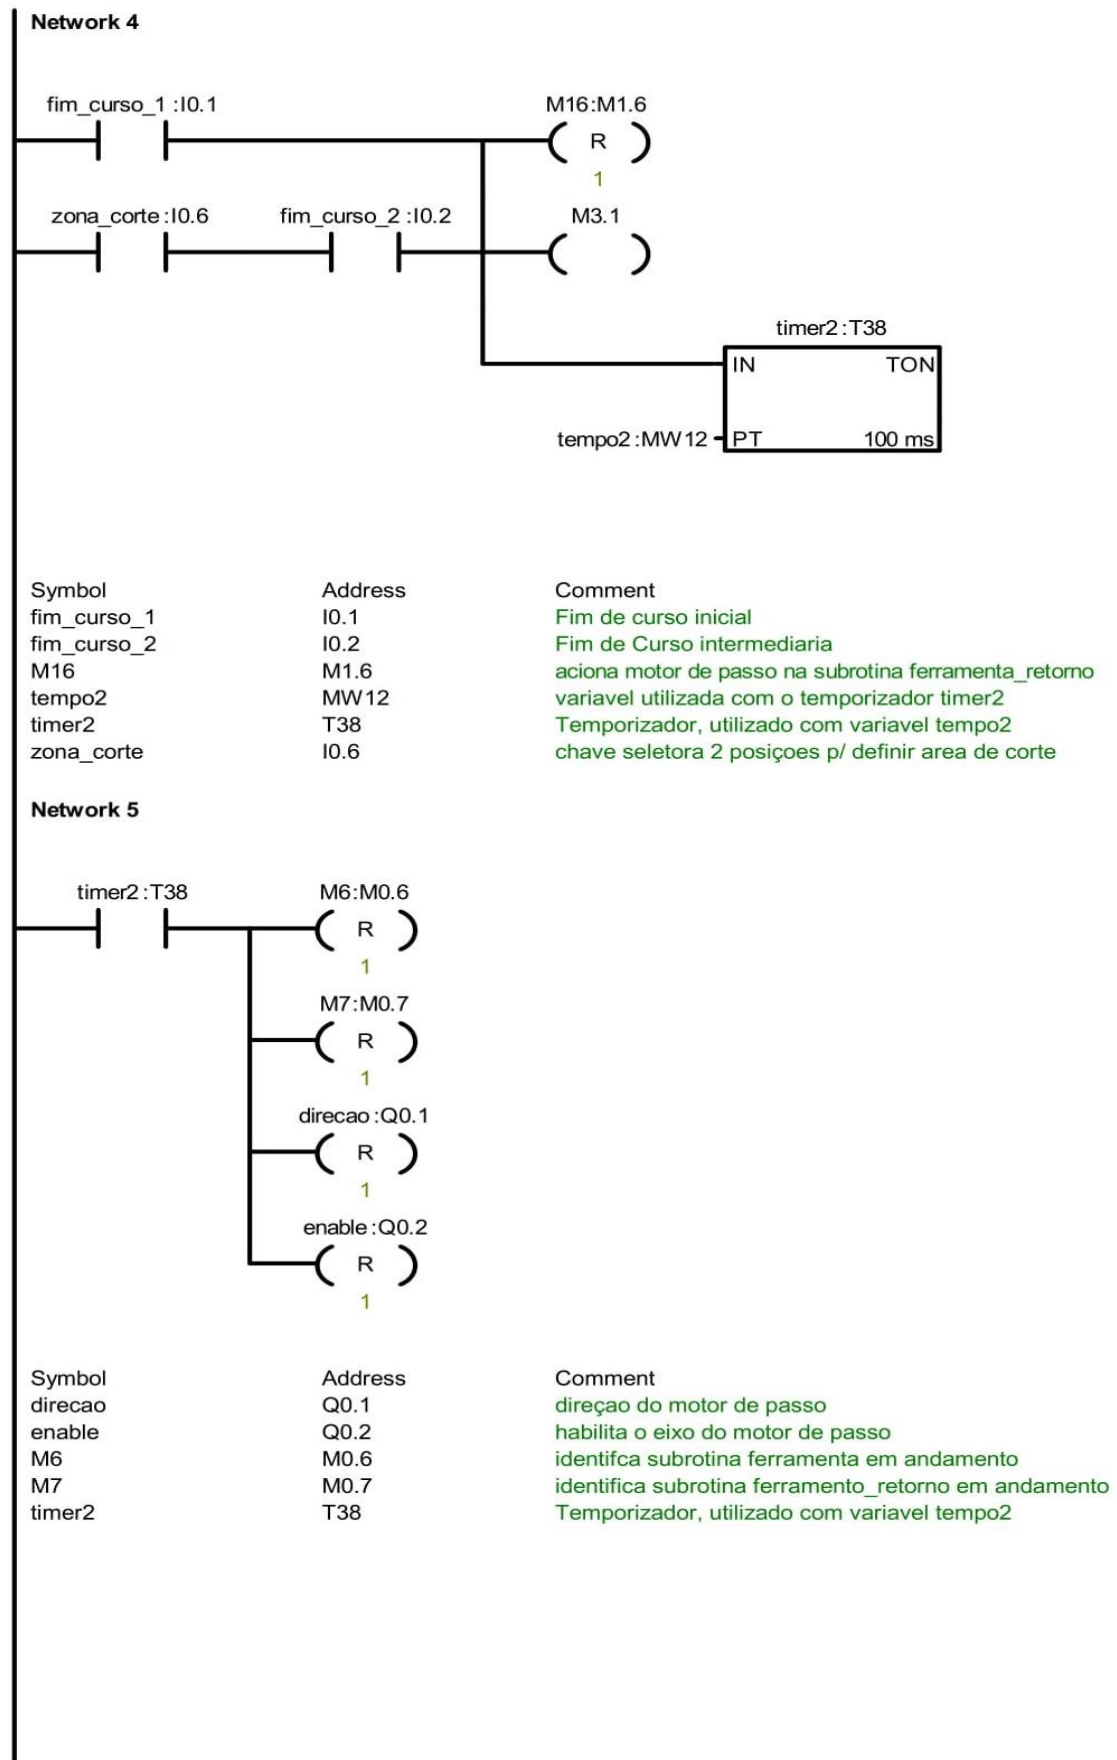 Network 4
fim_curso_1 :I0.1 M16:M1.6
R
1
zona_corte :I0.6 fim_curso_2 :I0.2 M3.1
timer2 :T38
IN TON
tempo2 :MW12 PT 100 ms
Symbol Address Comment
fim_curso_1 I0.1 Fim de curso inicial
fim_curso_2 I0.2 Fim de Curso intermediaria
M16 M1.6 aciona motor de passo na subrotina ferramenta_retorno
tempo2 MW12 variavel utilizada com o temporizador timer2
timer2 T38 Temporizador, utilizado com variavel tempo2
zona_corte I0.6 chave seletora 2 posiçoes p/ definir area de corte
Network 5
timer2 :T38 M6:M0.6
R
1
M7:M0.7
R
1
direcao :Q0.1
R
1
enable :Q0.2
R
1
Symbol Address Comment
direcao Q0.1 direçao do motor de passo
enable Q0.2 habilita o eixo do motor de passo
M6 M0.6 identifca subrotina ferramenta em andamento
M7 M0.7 identifica subrotina ferramento_retorno em andamento
timer2 T38 Temporizador, utilizado com variavel tempo2